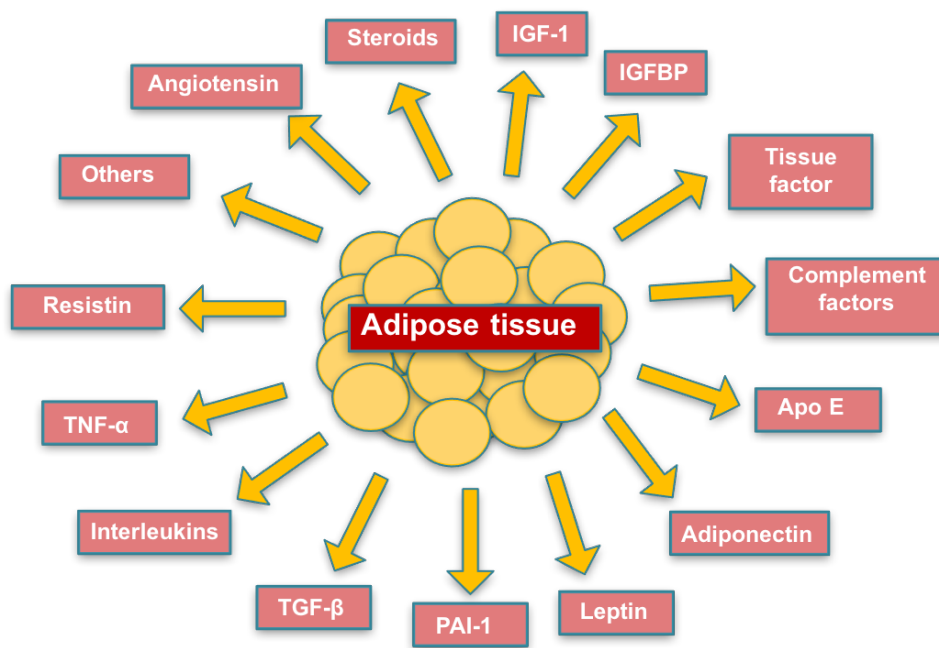 Steroids
IGF-1
IGFBP
Angiotensin
Tissue
factor
Others
Complement
factors
Resistin
Adipose tissue
Apo E
TNF-α
Interleukins
Adiponectin
TGF-β
PAI-1
Leptin